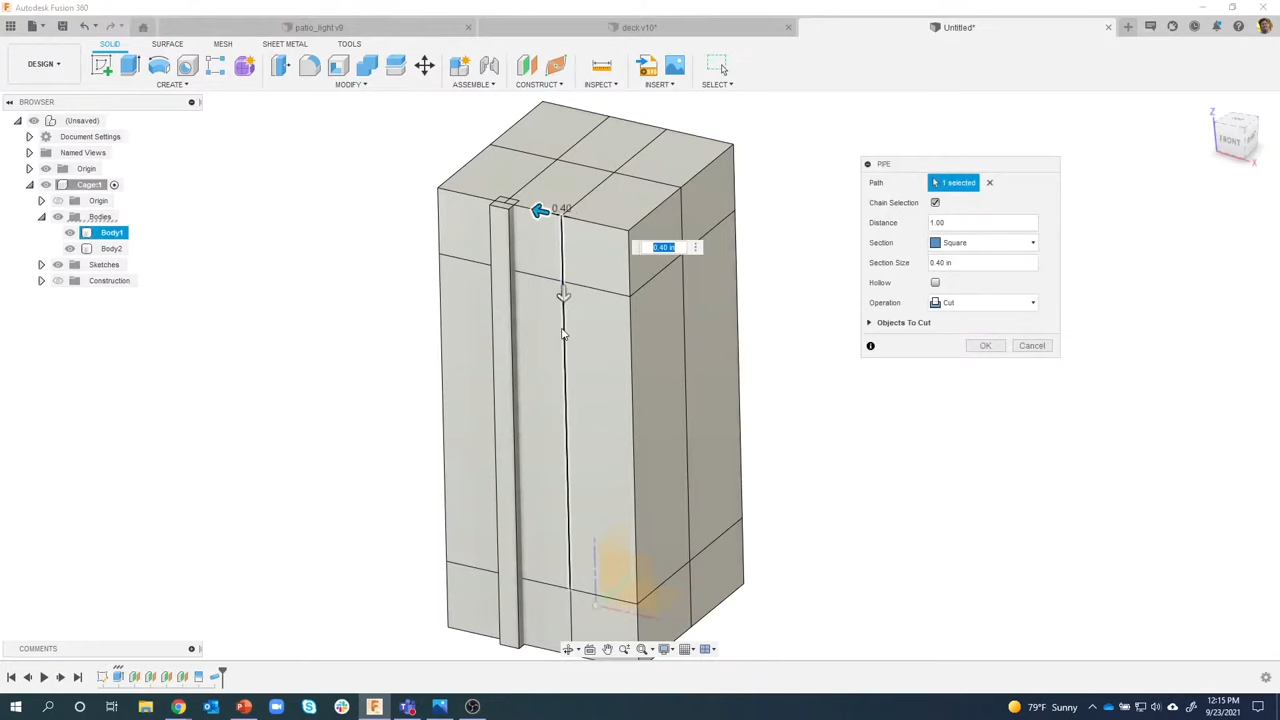 Autodesk Fusion 360
patio_light v9
deck v10*
Untitled*
SOLID SURFACE MESH SHEET METAL TOOLS
DESIGN
CREATE MODIFY ASSEMBLE CONSTRUCT INSPECT INSERT SELECT
BROWSER
(Unsaved)
Document Settings
Named Views
Origin
Cage:1
Origin
Bodies
Body1
Body2
Sketches
Construction
0.40
0.40 in
Z
FRONT
X
PIPE
Path 1 selected
Chain Selection
Distance 1.00
Section Square
Section Size 0.40 in
Hollow
Operation Cut
Objects To Cut
OK Cancel
COMMENTS
79°F Sunny
12:15 PM
9/23/2021